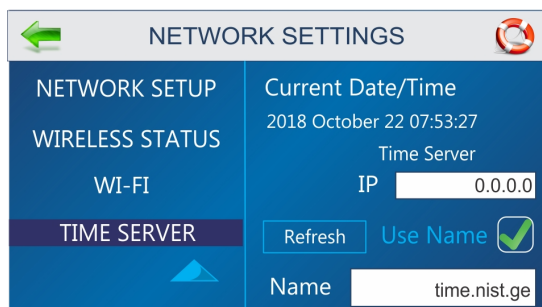 NETWORK SETTINGS
NETWORK SETUP
WIRELESS STATUS
WI-FI
TIME SERVER
Current Date/Time
2018 October 22 07:53:27
Time Server
IP 0.0.0.0
Refresh Use Name
Name time.nist.ge